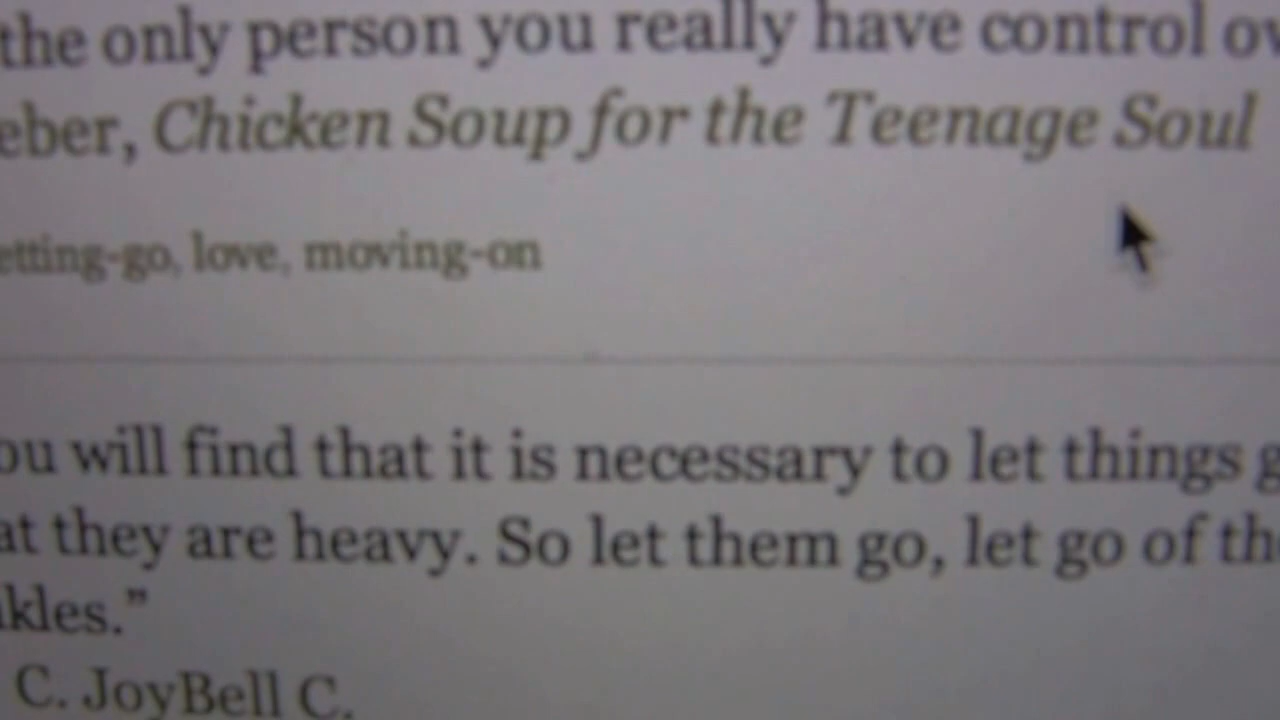 the only person you really have control ov
eber, Chicken Soup for the Teenage Soul
etting-go, love, moving-on
ou will find that it is necessary to let things g
at they are heavy. So let them go, let go of the
kles.”
C. JoyBell C.